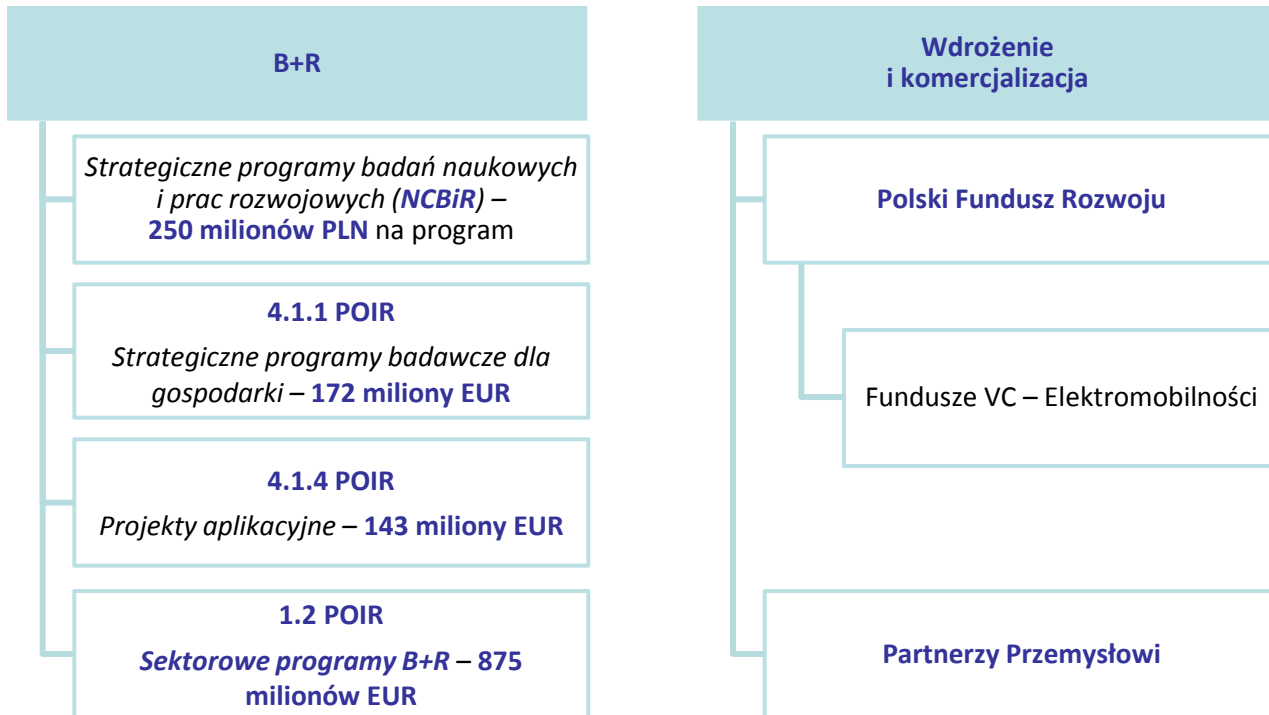 B+R
Strategiczne programy badań naukowych
i prac rozwojowych (NCBiR) –
250 milionów PLN na program
4.1.1 POIR
Strategiczne programy badawcze dla
gospodarki – 172 miliony EUR
4.1.4 POIR
Projekty aplikacyjne – 143 miliony EUR
1.2 POIR
Sektorowe programy B+R – 875
milionów EUR
Wdrożenie
i komercjalizacja
Polski Fundusz Rozwoju
Fundusze VC – Elektromobilności
Partnerzy Przemysłowi